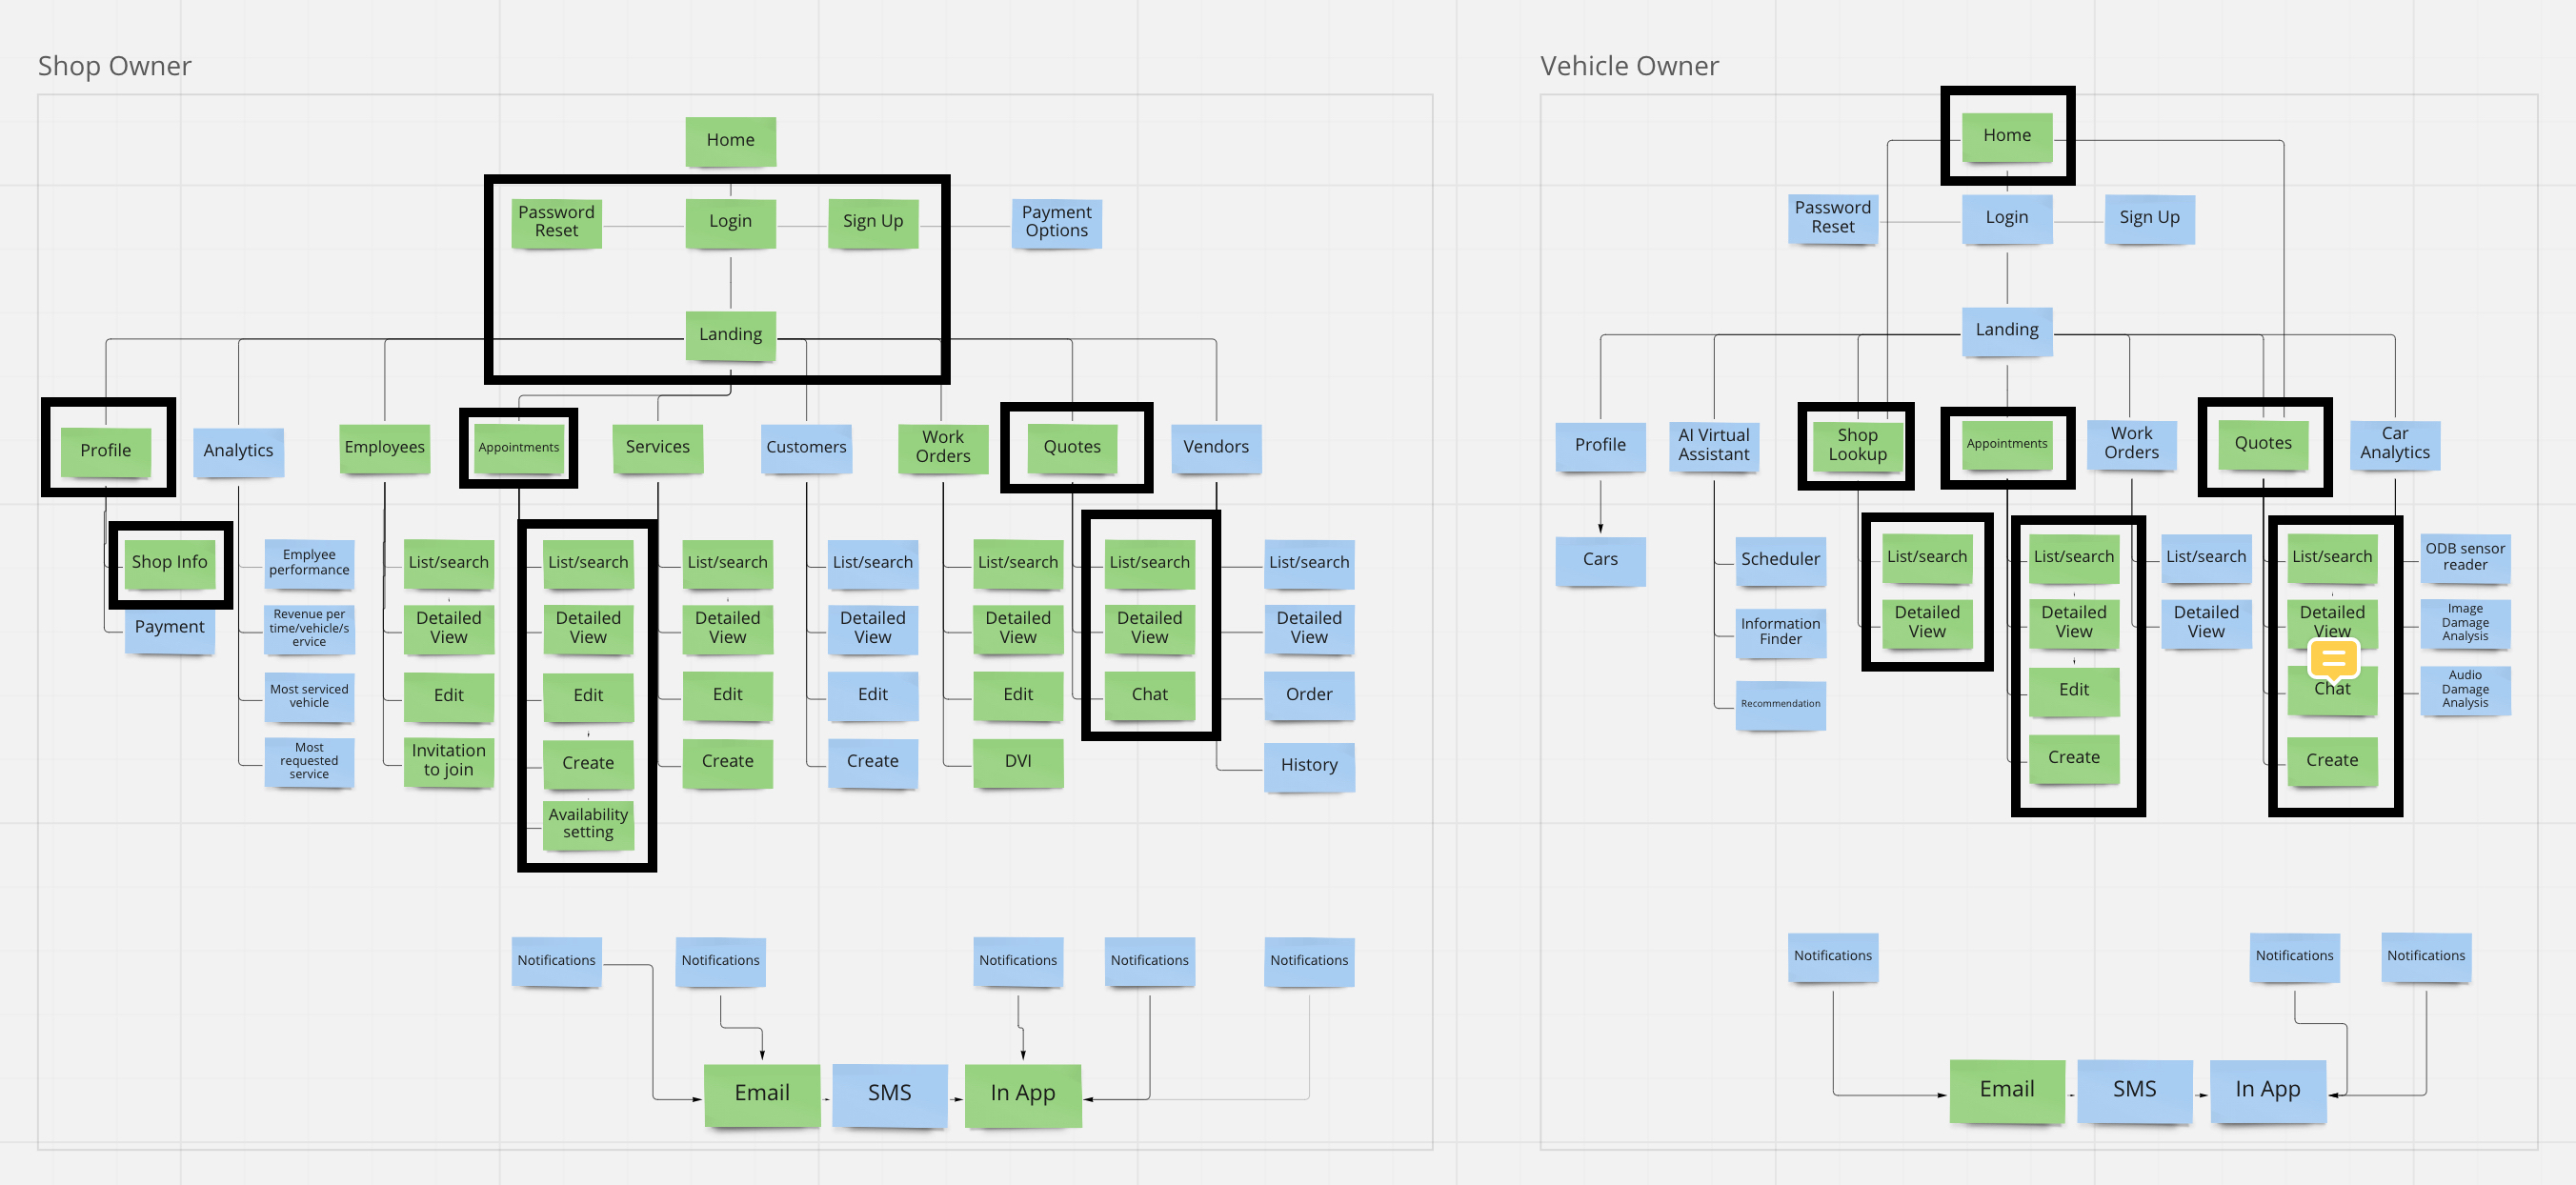 Shop Owner
Home
Password
Reset
Login
Sign Up
Payment
Options
Landing
Profile
Analytics
Employees
Appointments
Services
Customers
Work
Orders
Quotes
Vendors
Shop Info
Payment
Emplyee
performance
Revenue per
time/vehicle/s
ervice
Most serviced
vehicle
Most
requested
service
List/search
Detailed
View
Edit
Invitation
to join
List/search
Detailed
View
Edit
Create
Availability
setting
List/search
Detailed
View
Edit
Create
List/search
Detailed
View
Edit
Create
List/search
Detailed
View
Edit
DVI
List/search
Detailed
View
Chat
List/search
Detailed
View
Order
History
Notifications
Notifications
Notifications
Notifications
Notifications
Email
SMS
In App
Vehicle Owner
Home
Password
Reset
Login
Sign Up
Landing
Profile
AI Virtual
Assistant
Shop
Lookup
Appointments
Work
Orders
Quotes
Car
Analytics
Cars
Scheduler
Information
Finder
Recommendation
List/search
Detailed
View
List/search
Detailed
View
Edit
Create
List/search
Detailed
View
List/search
Detailed
View
Chat
Create
ODB sensor
reader
Image
Damage
Analysis
Audio
Damage
Analysis
Notifications
Notifications
Notifications
Email
SMS
In App